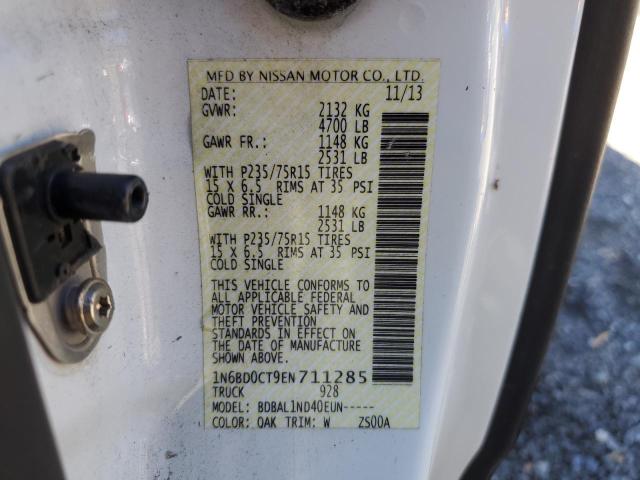 MFD BY NISSAN MOTOR CO., LTD.
DATE: 11/13
GVWR: 2132 KG
4700 LB
GAWR FR.: 1148 KG
2531 LB
WITH P235/75R15 TIRES
15 X 6.5 RIMS AT 35 PSI
COLD SINGLE
GAWR RR.: 1148 KG
2531 LB
WITH P235/75R15 TIRES
15 X 6.5 RIMS AT 35 PSI
COLD SINGLE
THIS VEHICLE CONFORMS TO
ALL APPLICABLE FEDERAL
MOTOR VEHICLE SAFETY AND
THEFT PREVENTION
STANDARDS IN EFFECT ON
THE DATE OF MANUFACTURE
SHOWN ABOVE.
1N6BD0CT9EN711285
TRUCK 928
MODEL: BDBAL1ND40EUN-----
COLOR: QAK TRIM: W ZS00A